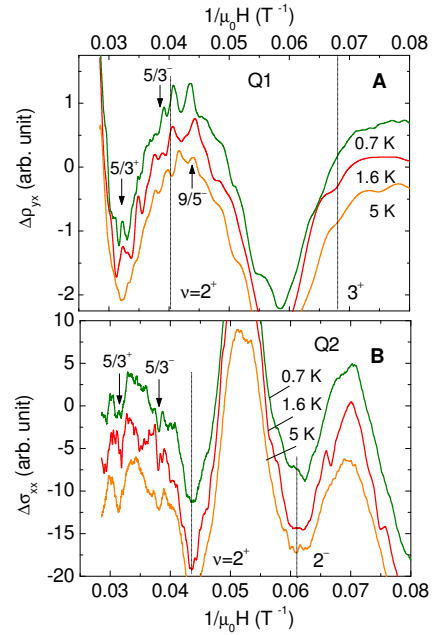 1/μ₀H (T⁻¹)
0.03 0.04 0.05 0.06 0.07 0.08
Q1
A
5/3⁻
5/3⁺
9/5⁻
0.7 K
1.6 K
5 K
ν=2⁺
3⁺
1
0
-1
-2
Δρyx (arb. unit)
Q2
B
5/3⁺
5/3⁻
0.7 K
1.6 K
5 K
ν=2⁺
2⁻
10
5
0
-5
-10
-15
-20
Δσxx (arb. unit)
0.03 0.04 0.05 0.06 0.07 0.08
1/μ₀H (T⁻¹)